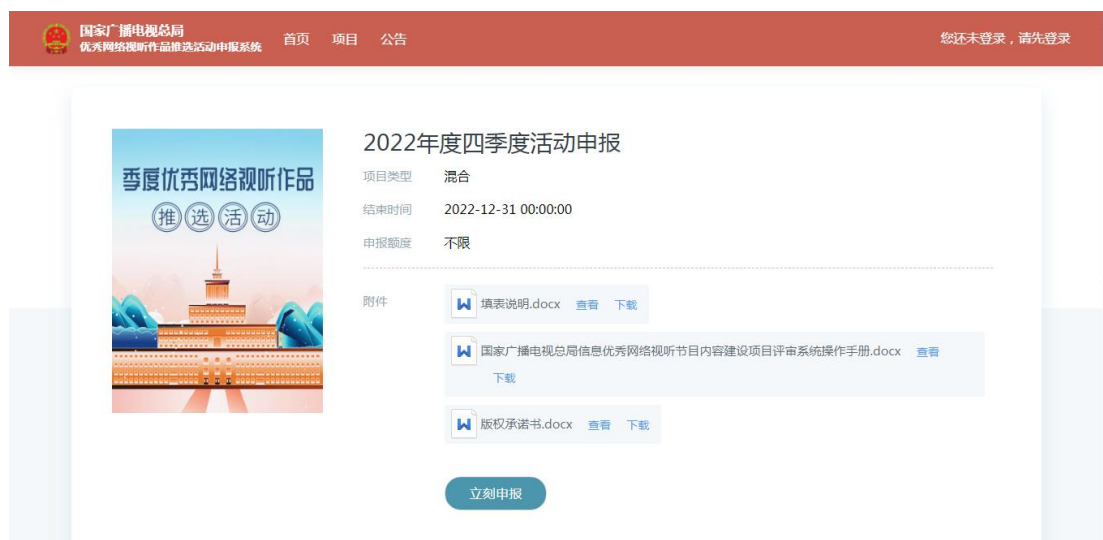 国家广播电视总局
优秀网络视听作品推选活动申报系统
首页 项目 公告
您还未登录，请先登录
季度优秀网络视听作品
推选活动
2022年度四季度活动申报
项目类型 混合
结束时间 2022-12-31 00:00:00
申报额度 不限
附件
填表说明.docx 查看 下载
国家广播电视总局信息优秀网络视听节目内容建设项目评审系统操作手册.docx 查看
下载
版权承诺书.docx 查看 下载
立刻申报